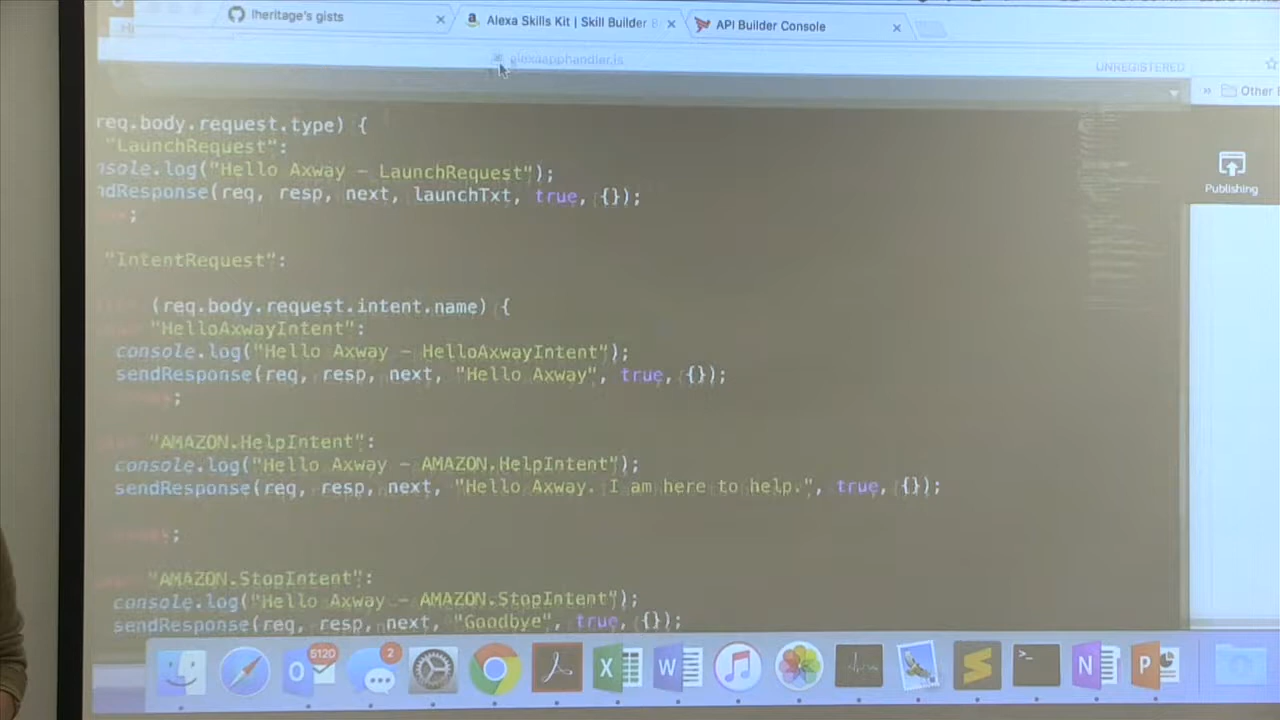 lheritage's gists
Alexa Skills Kit | Skill Builder B
API Builder Console
alexaapphandler.js
UNREGISTERED
» Other B
Publishing
req.body.request.type) {
"LaunchRequest":
nsole.log("Hello Axway - LaunchRequest");
ndResponse(req, resp, next, launchTxt, true, {});
;
"IntentRequest":
(req.body.request.intent.name) {
"HelloAxwayIntent":
console.log("Hello Axway - HelloAxwayIntent");
sendResponse(req, resp, next, "Hello Axway", true, {});
;
"AMAZON.HelpIntent":
console.log("Hello Axway - AMAZON.HelpIntent");
sendResponse(req, resp, next, "Hello Axway. I am here to help.", true, {});
;
"AMAZON.StopIntent":
console.log("Hello Axway - AMAZON.StopIntent");
sendResponse(req, resp, next, "Goodbye", true, {});
5120
2